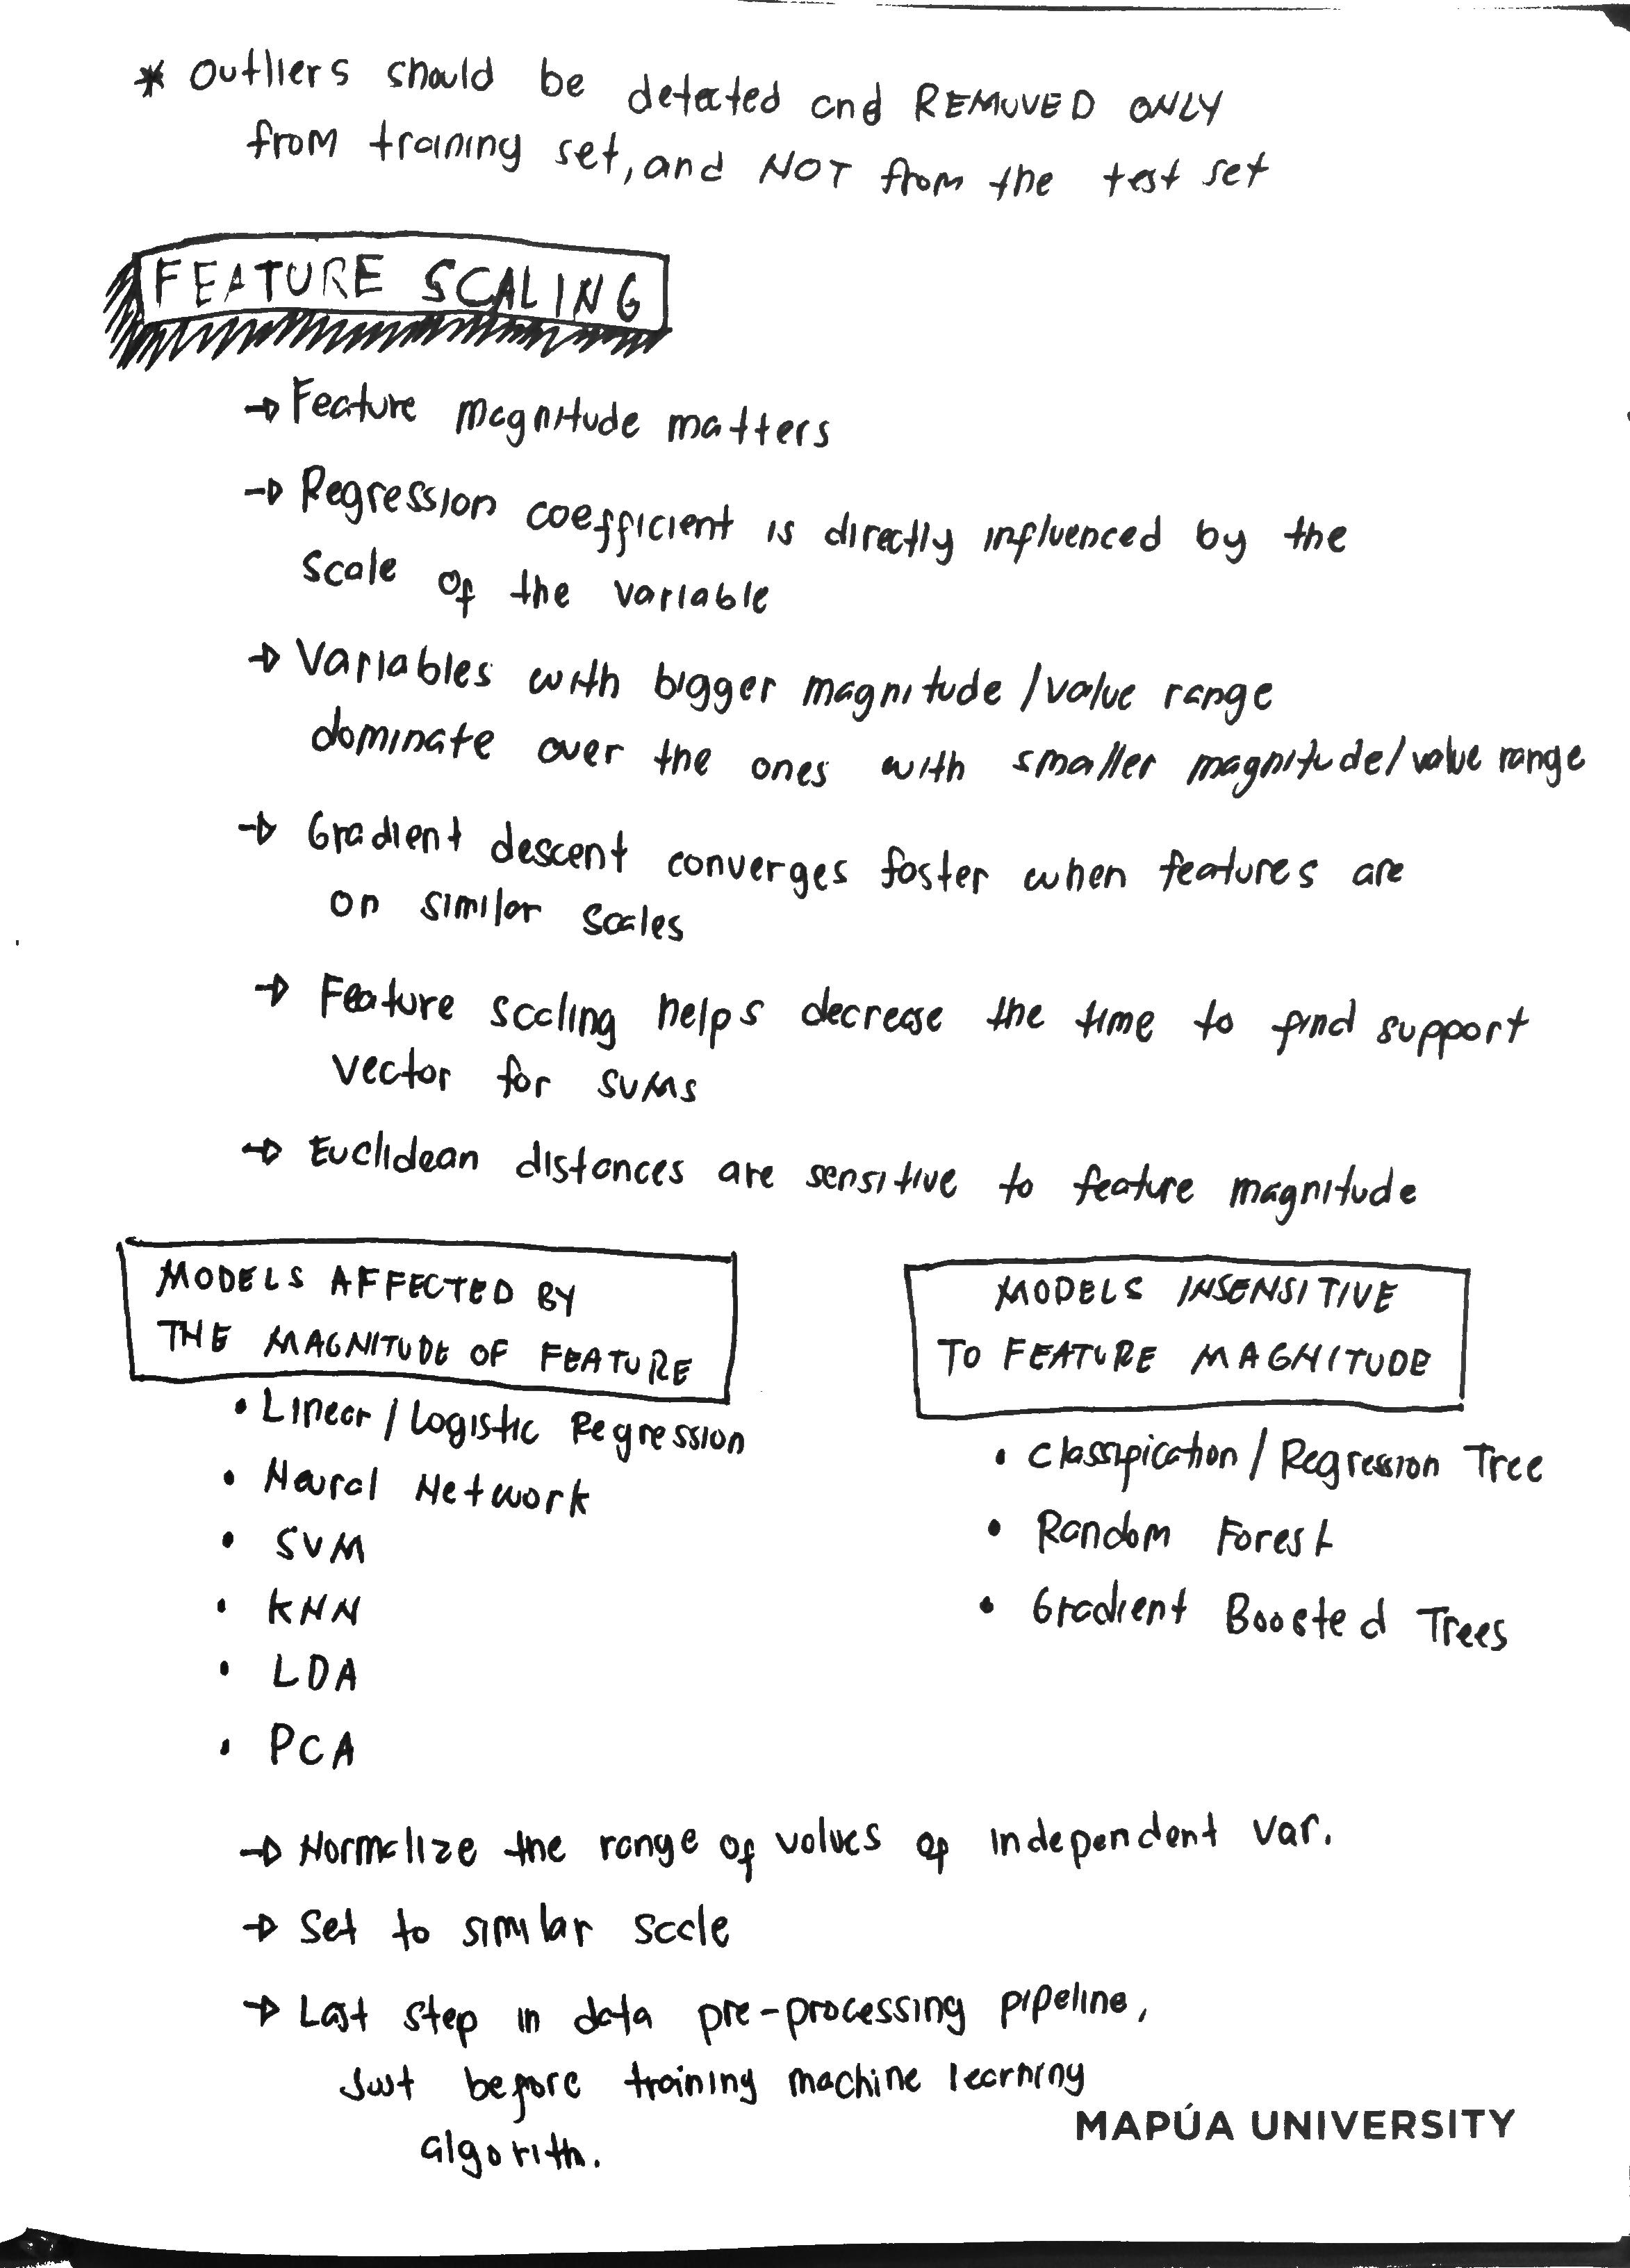 * Outliers should be detected and REMOVED ONLY
from training set, and NOT from the test set
FEATURE SCALING
→ Feature magnitude matters
→ Regression coefficient is directly influenced by the
scale of the variable
→ Variables with bigger magnitude/value range
dominate over the ones with smaller magnitude/value range
→ Gradient descent converges faster when features are
on similar scales
→ Feature scaling helps decrease the time to find support
vector for SVMs
→ Euclidean distances are sensitive to feature magnitude
MODELS AFFECTED BY
THE MAGNITUDE OF FEATURE
• Linear/Logistic Regression
• Neural Network
• SVM
• KNN
• LDA
• PCA
MODELS INSENSITIVE
TO FEATURE MAGNITUDE
• Classification/Regression Tree
• Random Forest
• Gradient Boosted Trees
→ Normalize the range of values of independent var.
→ Set to similar scale
→ Last step in data pre-processing pipeline,
Just before training machine learning
algorith.
MAPÚA UNIVERSITY